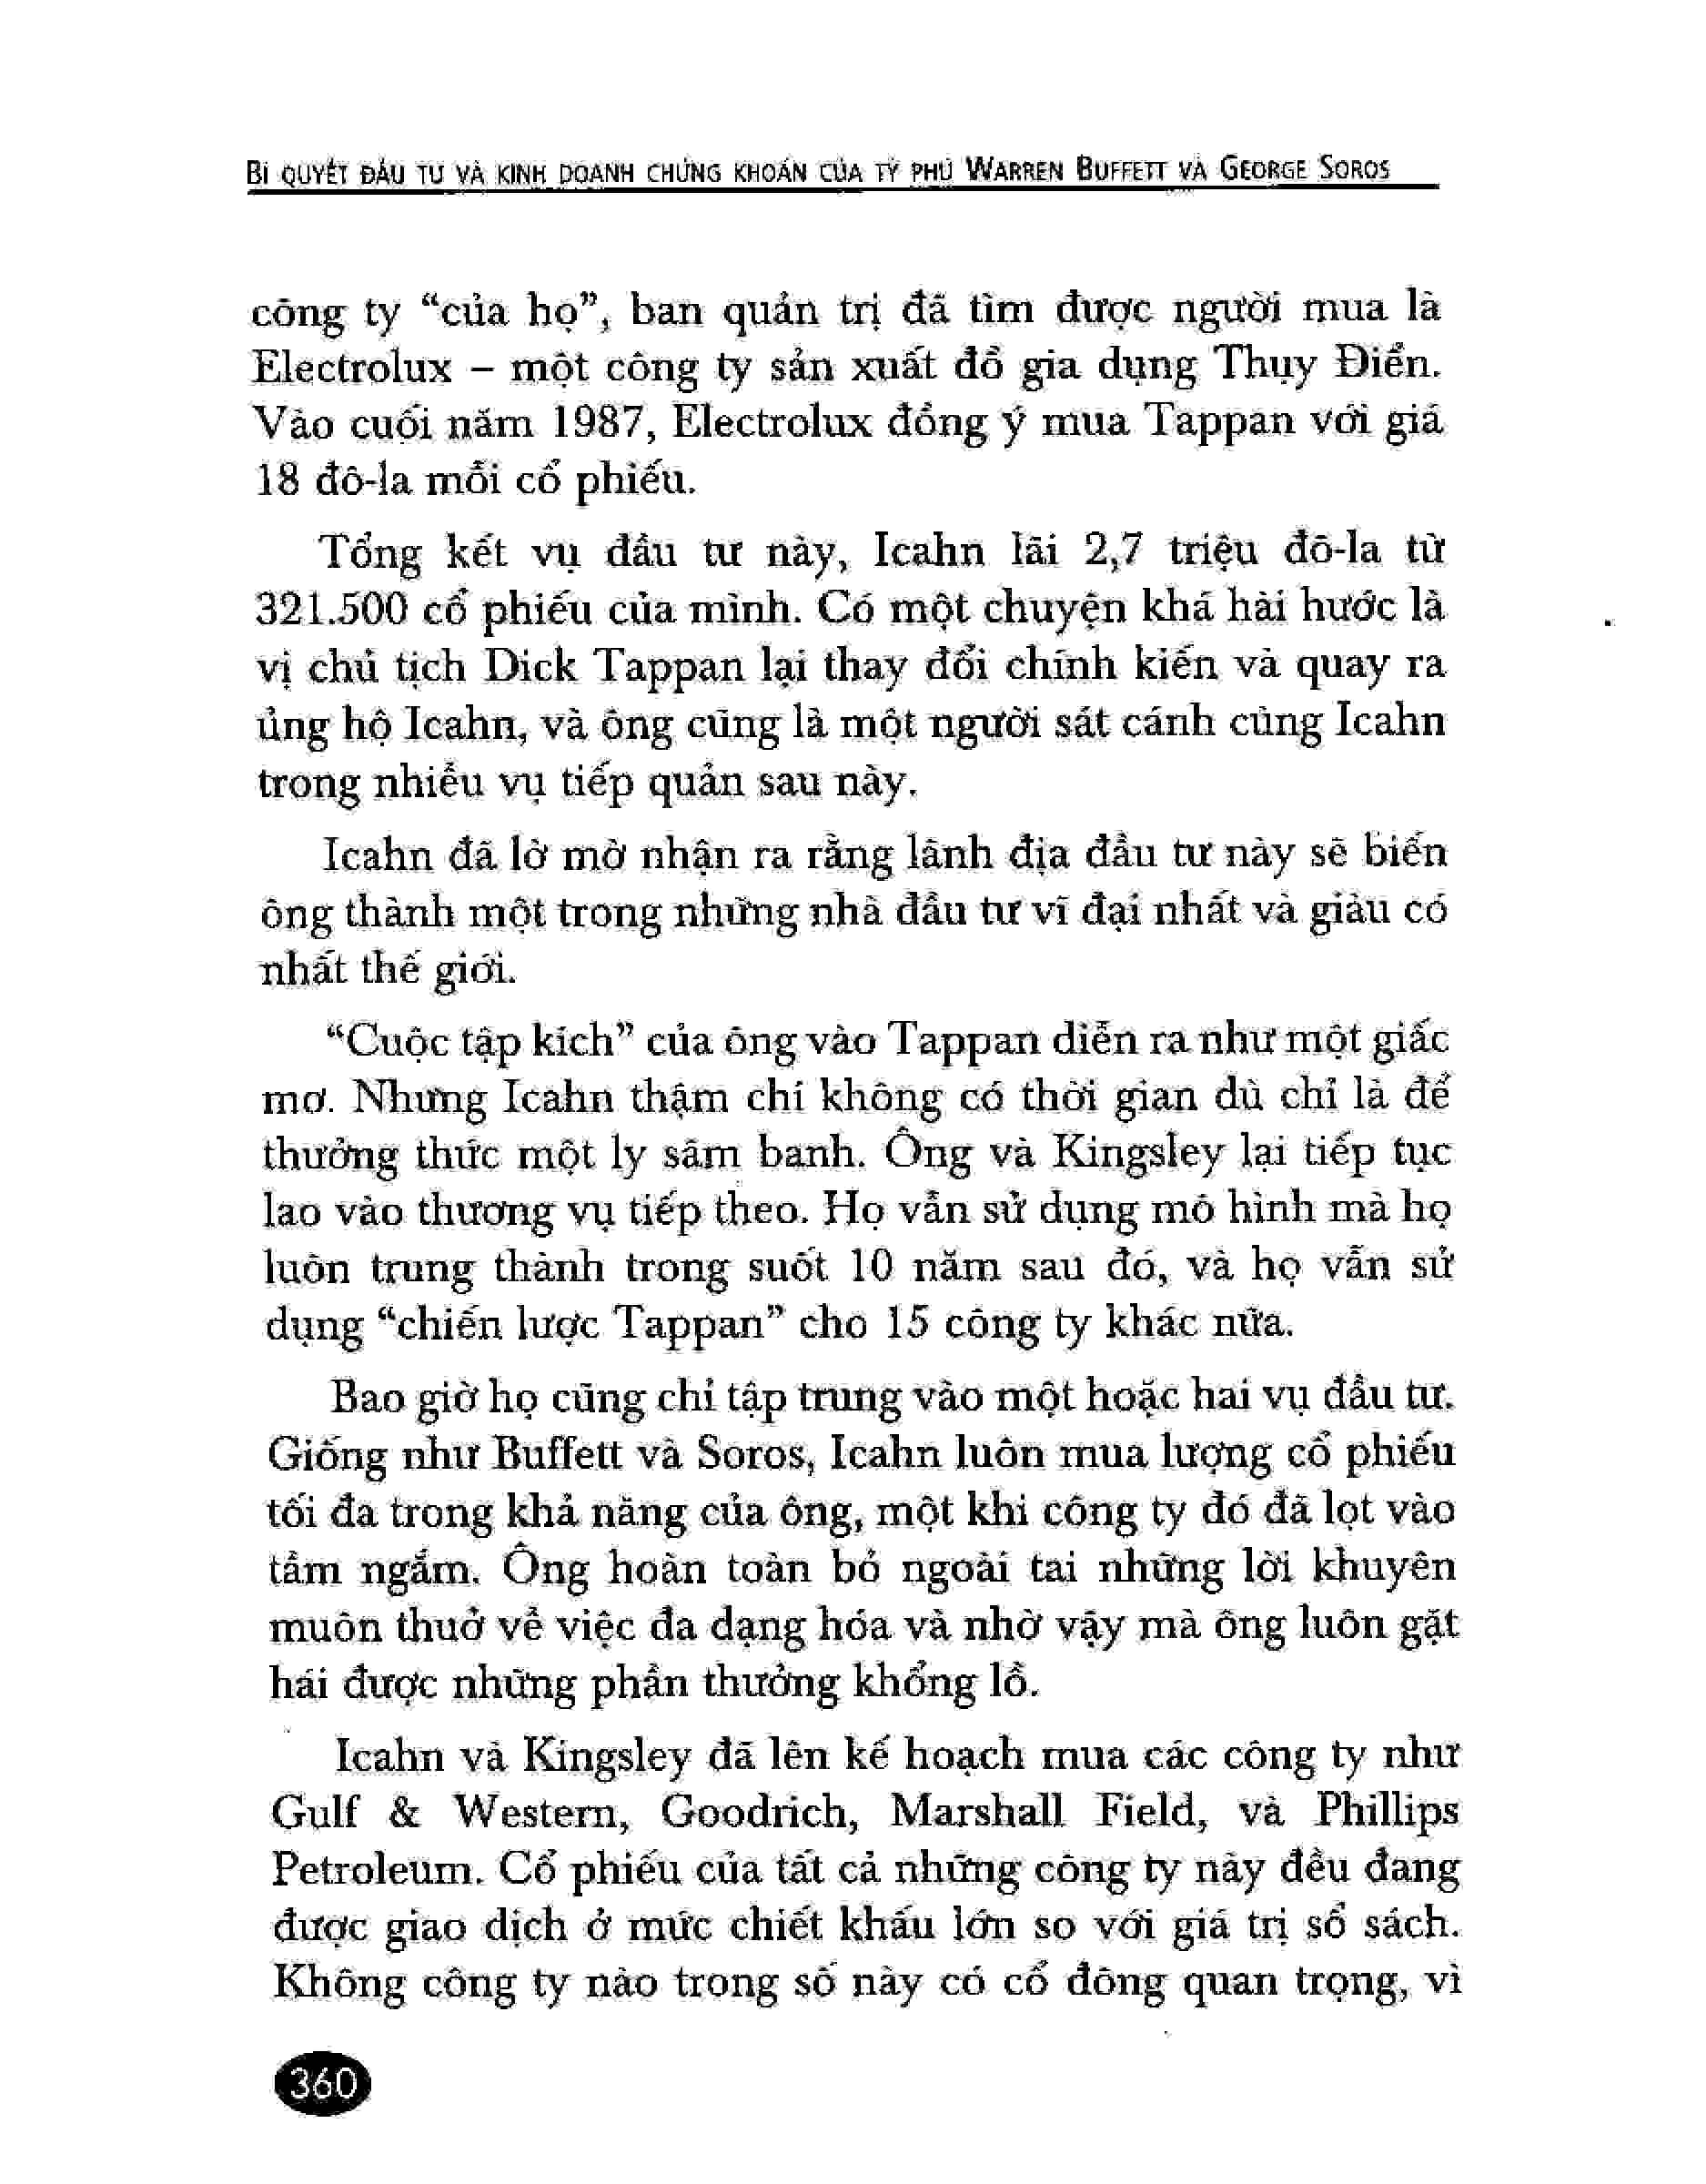 BÍ QUYẾT ĐẦU TƯ VÀ KINH DOANH CHỨNG KHOÁN CỦA TỶ PHÚ WARREN BUFFETT VÀ GEORGE SOROS
công ty “của họ”, ban quản trị đã tìm được người mua là
Electrolux – một công ty sản xuất đồ gia dụng Thụy Điển.
Vào cuối năm 1987, Electrolux đồng ý mua Tappan với giá
18 đô-la mỗi cổ phiếu.
Tổng kết vụ đầu tư này, Icahn lãi 2,7 triệu đô-la từ
321.500 cổ phiếu của mình. Có một chuyện khá hài hước là
vị chủ tịch Dick Tappan lại thay đổi chính kiến và quay ra
ủng hộ Icahn, và ông cũng là một người sát cánh cùng Icahn
trong nhiều vụ tiếp quản sau này.
Icahn đã lờ mờ nhận ra rằng lãnh địa đầu tư này sẽ biến
ông thành một trong những nhà đầu tư vĩ đại nhất và giàu có
nhất thế giới.
“Cuộc tập kích” của ông vào Tappan diễn ra như một giấc
mơ. Nhưng Icahn thậm chí không có thời gian dù chỉ là để
thưởng thức một ly sâm banh. Ông và Kingsley lại tiếp tục
lao vào thương vụ tiếp theo. Họ vẫn sử dụng mô hình mà họ
luôn trung thành trong suốt 10 năm sau đó, và họ vẫn sử
dụng “chiến lược Tappan” cho 15 công ty khác nữa.
Bao giờ họ cũng chỉ tập trung vào một hoặc hai vụ đầu tư.
Giống như Buffett và Soros, Icahn luôn mua lượng cổ phiếu
tối đa trong khả năng của ông, một khi công ty đó đã lọt vào
tầm ngắm. Ông hoàn toàn bỏ ngoài tai những lời khuyên
muôn thuở về việc đa dạng hóa và nhờ vậy mà ông luôn gặt
hái được những phần thưởng khổng lồ.
Icahn và Kingsley đã lên kế hoạch mua các công ty như
Gulf & Western, Goodrich, Marshall Field, và Phillips
Petroleum. Cổ phiếu của tất cả những công ty này đều đang
được giao dịch ở mức chiết khấu lớn so với giá trị sổ sách.
Không công ty nào trong số này có cổ đông quan trọng, vì
360